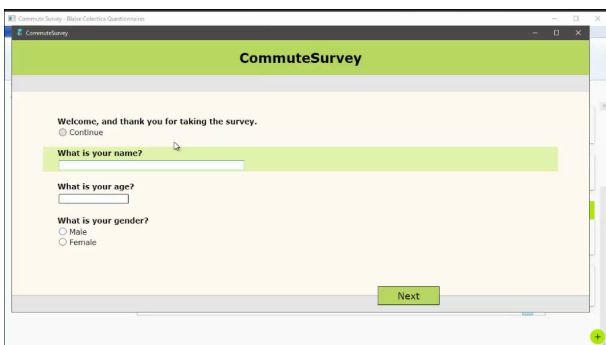 Commute Survey - Blaise Colectica Questionnaires
CommuteSurvey
CommuteSurvey
Welcome, and thank you for taking the survey.
Continue
What is your name?
What is your age?
What is your gender?
Male
Female
Next